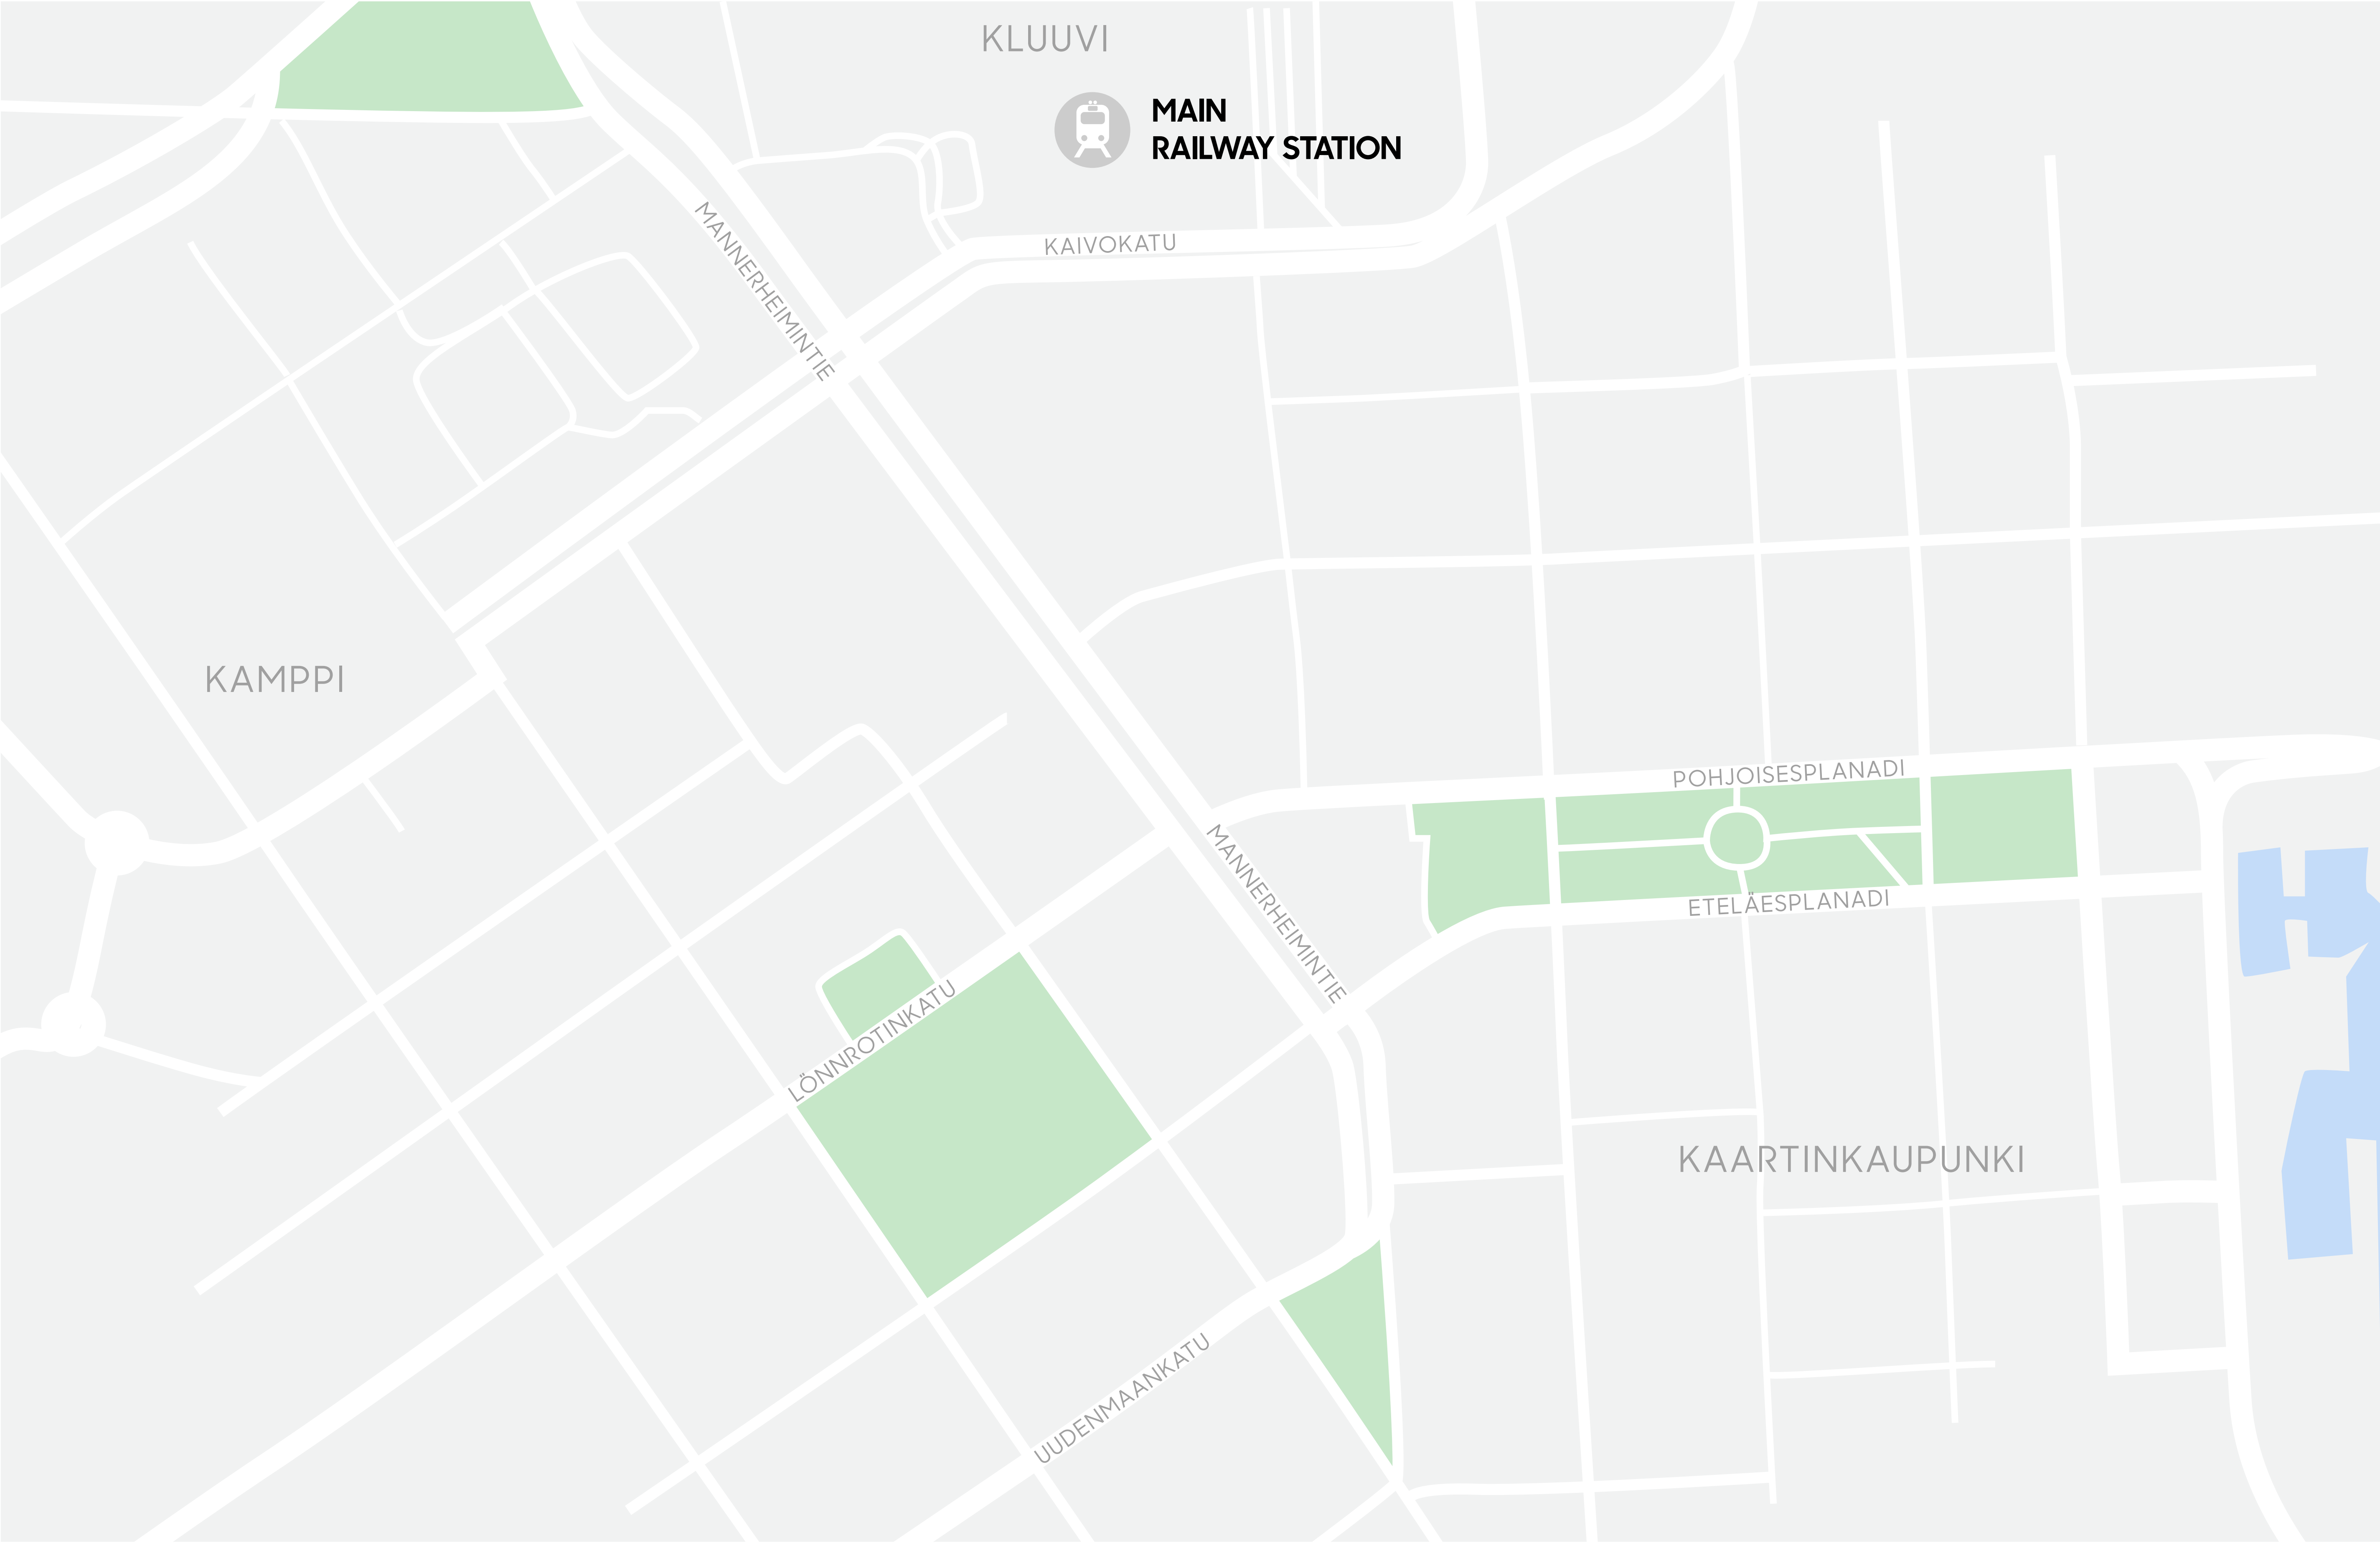 KLUUVI
MAIN
RAILWAY STATION
MANNERHEIMINTIE
KAIVOKATU
KAMPPI
POHJOISESPLANADI
MANNERHEIMINTIE
ETELÄESPLANADI
LÖNNROTINKATU
KAARTINKAUPUNKI
UUDENMAANKATU